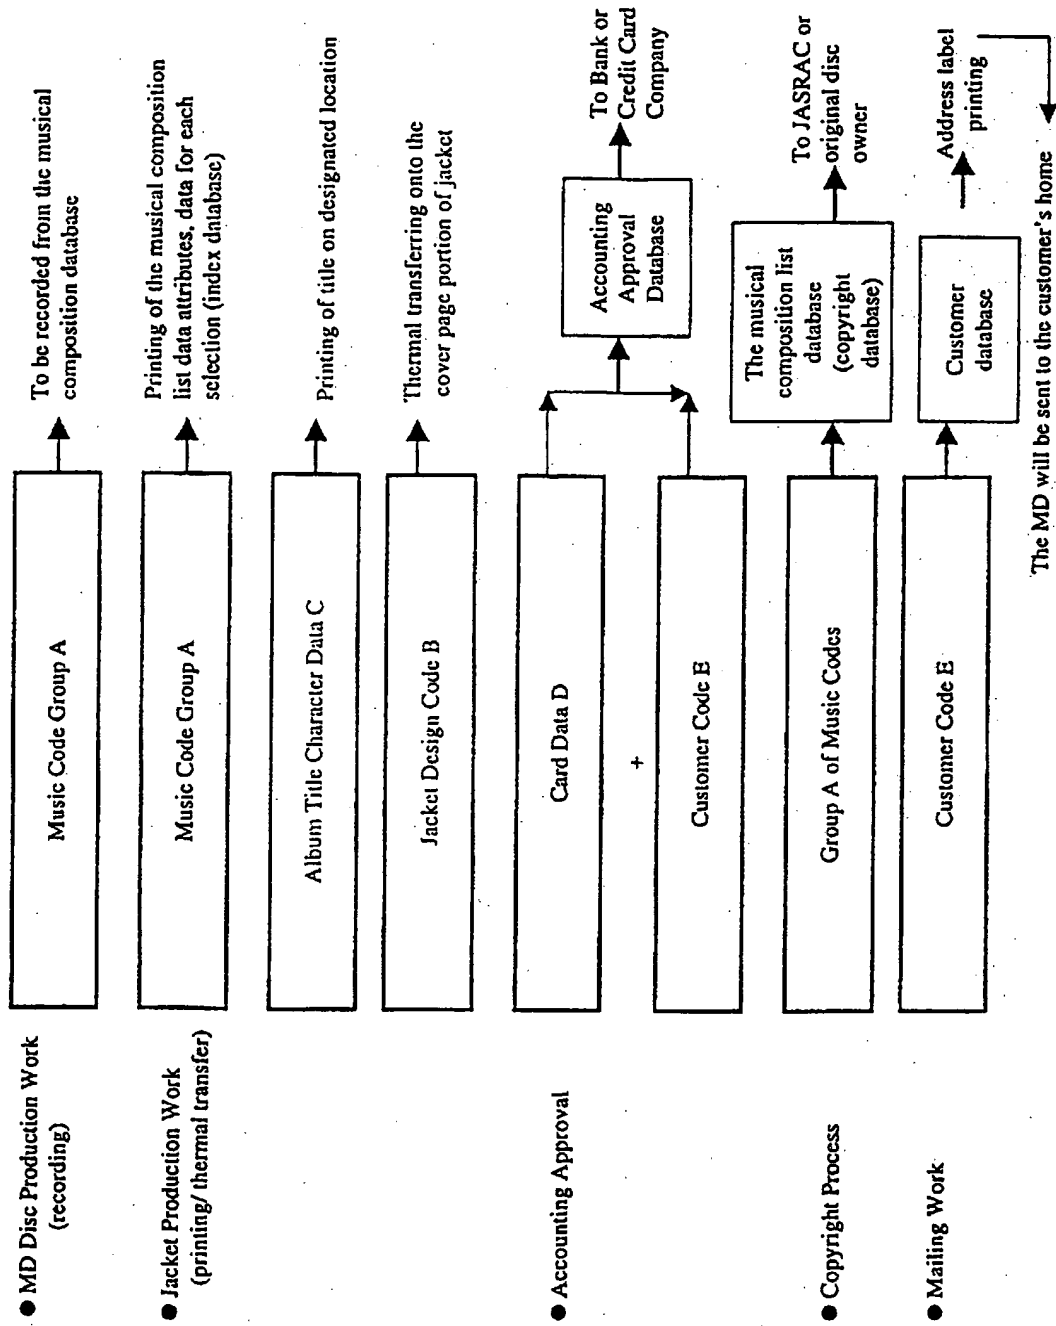 ● MD Disc Production Work
(recording)
Music Code Group A
To be recorded from the musical
composition database
● Jacket Production Work
(printing/ thermal transfer)
Music Code Group A
Printing of the musical composition
list data attributes, data for each
selection (index database)
Album Title Character Data C
Printing of title on designated location
Jacket Design Code B
Thermal transferring onto the
cover page portion of jacket
● Accounting Approval
Card Data D
+
Customer Code E
Accounting
Approval
Database
To Bank or
Credit Card
Company
● Copyright Process
Group A of Music Codes
The musical
composition list
database
(copyright
database)
To JASRAC or
original disc
owner
● Mailing Work
Customer Code E
Customer
database
Address label
printing
The MD will be sent to the customer's home